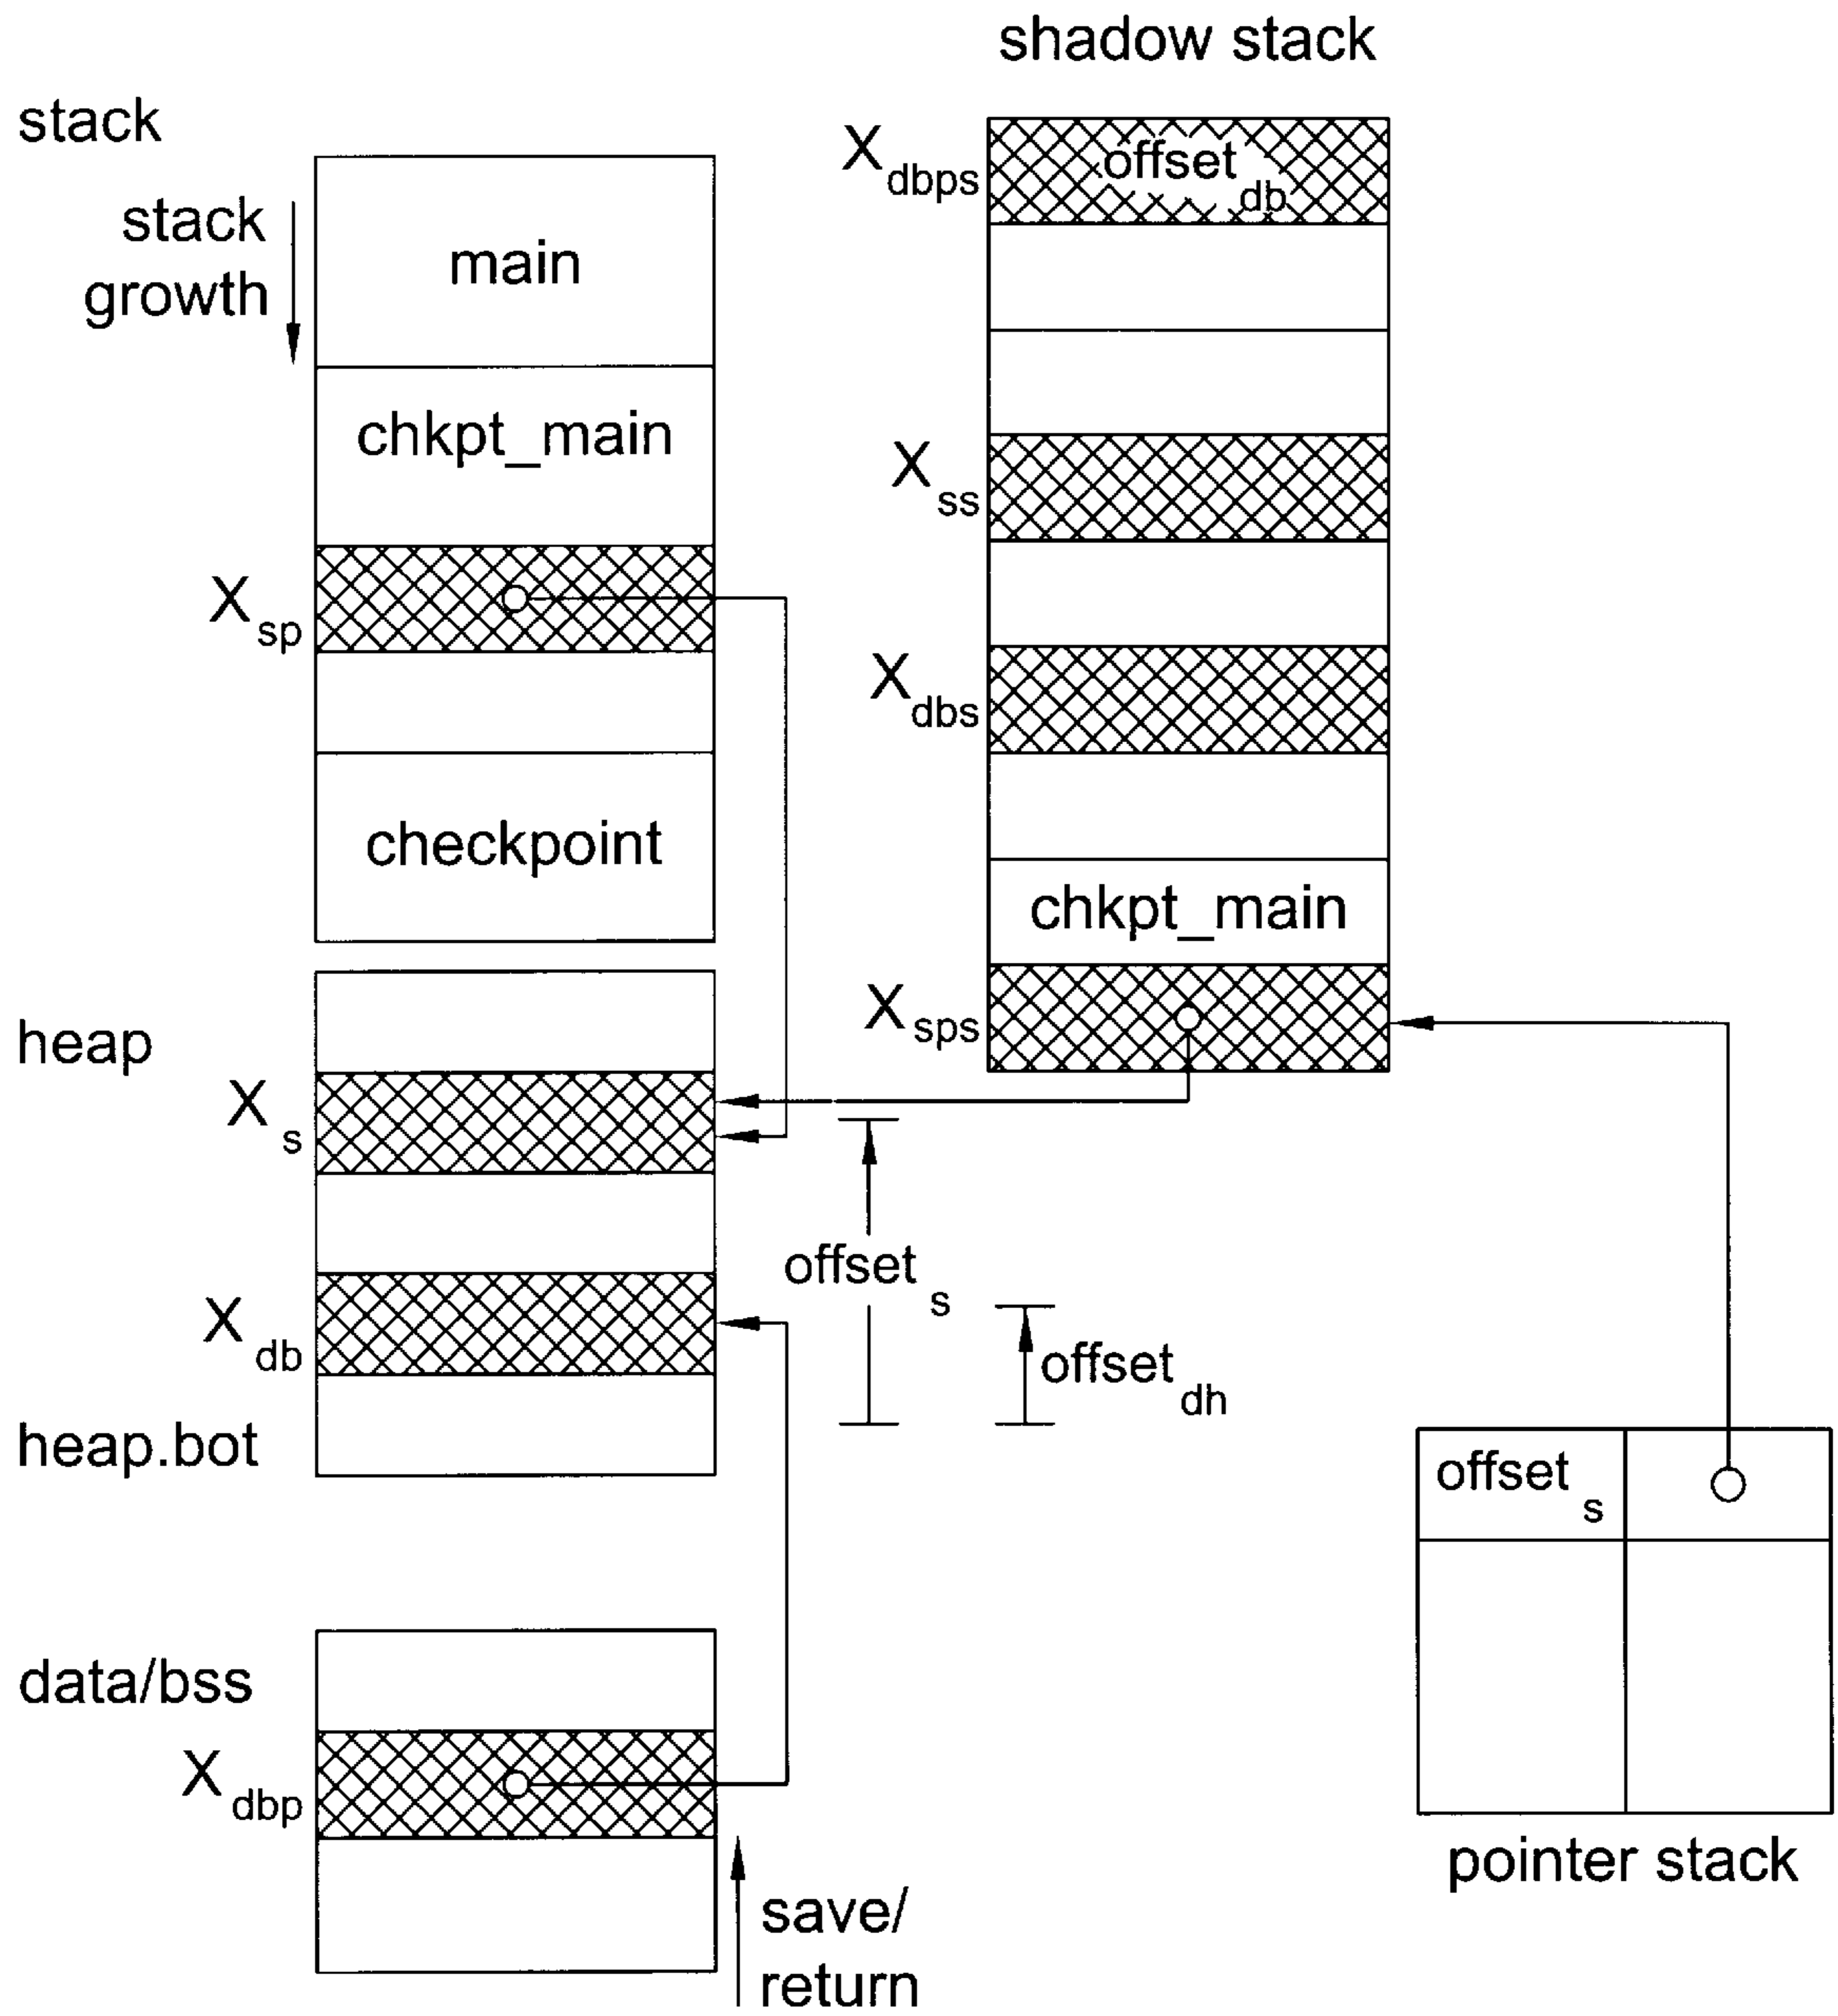 shadow stack
stack
stack
growth
main
chkpt_main
X sp
checkpoint
X dbps
offset db
X ss
X dbs
chkpt_main
X sps
heap
X s
X db
heap.bot
offset s
offset dh
data/bss
X dbp
save/
return
offset s
pointer stack